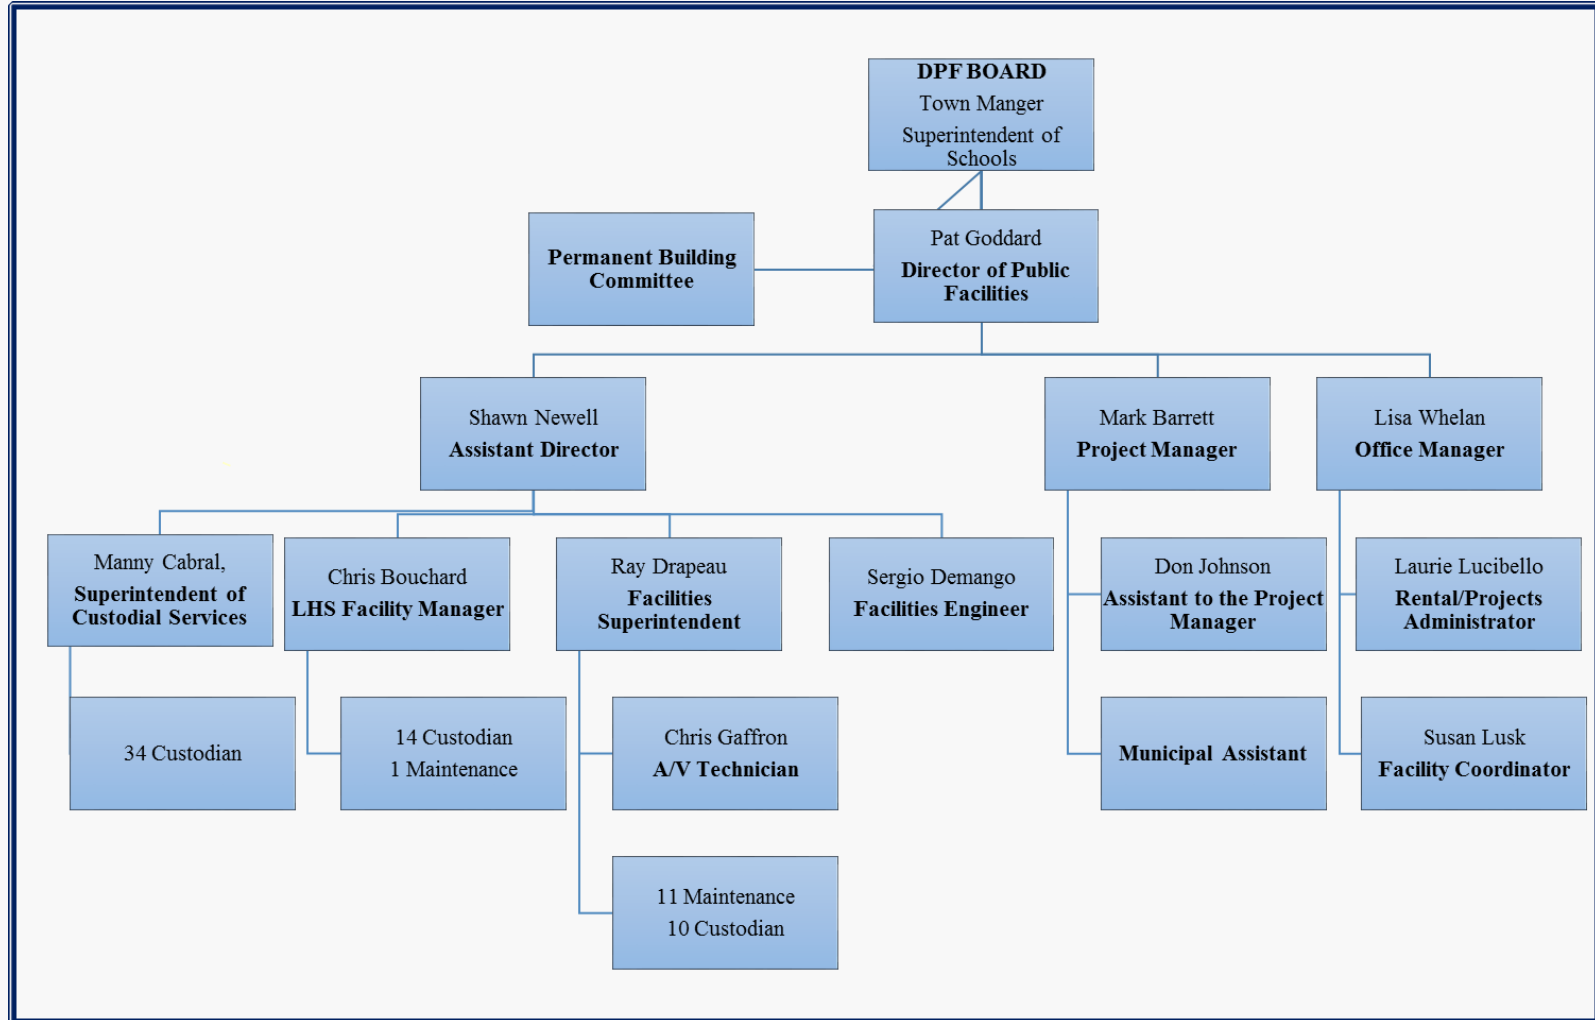 DPF BOARD
Town Manger
Superintendent of
Schools
Permanent Building
Committee
Pat Goddard
Director of Public
Facilities
Shawn Newell
Assistant Director
Mark Barrett
Project Manager
Lisa Whelan
Office Manager
Manny Cabral,
Superintendent of
Custodial Services
Chris Bouchard
LHS Facility Manager
Ray Drapeau
Facilities
Superintendent
Sergio Demango
Facilities Engineer
Don Johnson
Assistant to the Project
Manager
Laurie Lucibello
Rental/Projects
Administrator
34 Custodian
14 Custodian
1 Maintenance
Chris Gaffron
A/V Technician
Municipal Assistant
Susan Lusk
Facility Coordinator
11 Maintenance
10 Custodian